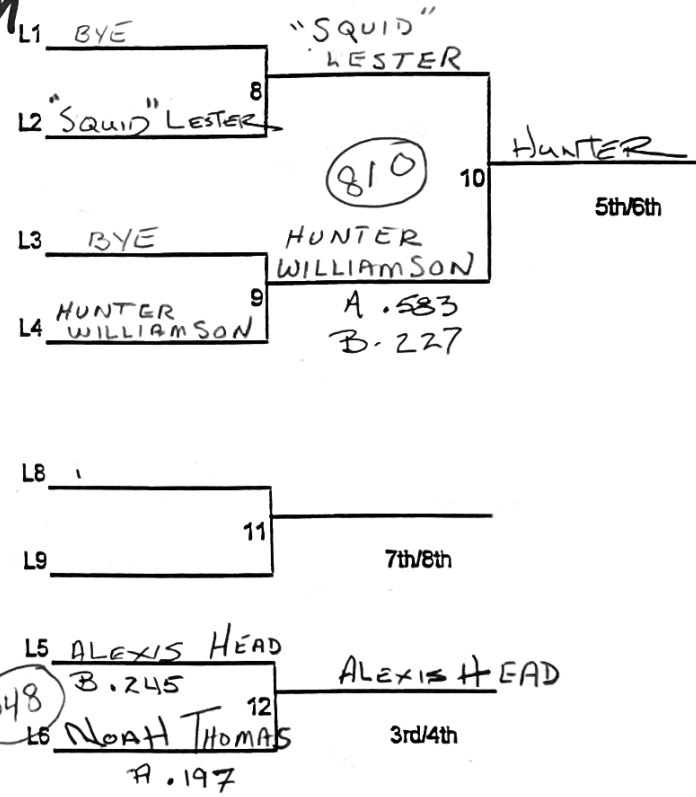 L1 BYE
"SQUID"
LESTER
8
L2 "SQUID" LESTER
HUNTER
810
10
5th/6th
L3 BYE
HUNTER
WILLIAMSON
9
L4 HUNTER
WILLIAMSON
A .583
B. 227
L8
11
L9
7th/8th
L5 ALEXIS HEAD
B .245
ALEXIS HEAD
48
12
L6 NOAH THOMAS
3rd/4th
A .197